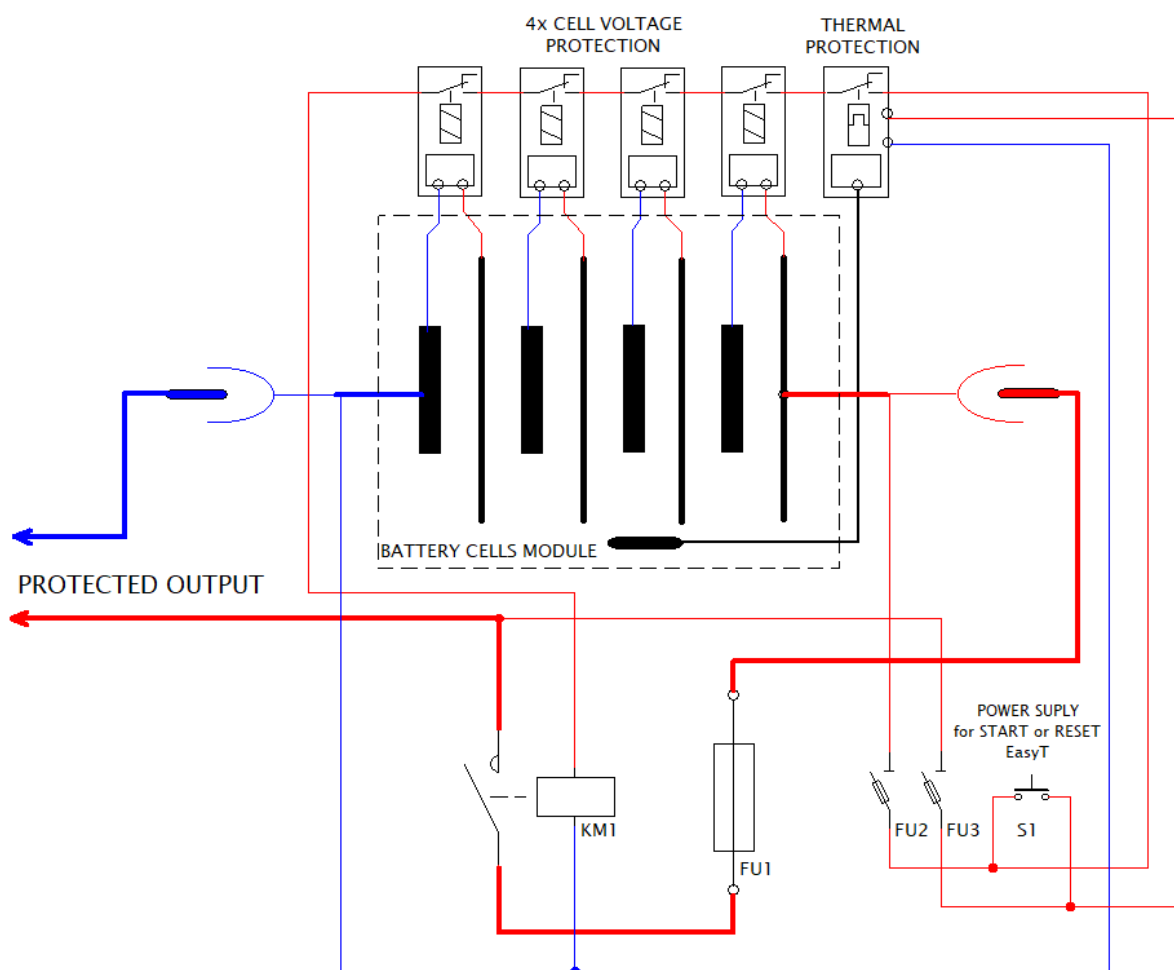 4x CELL VOLTAGE
PROTECTION
THERMAL
PROTECTION
BATTERY CELLS MODULE
PROTECTED OUTPUT
POWER SUPLY
for START or RESET
EasyT
KM1
FU1
FU2
FU3
S1